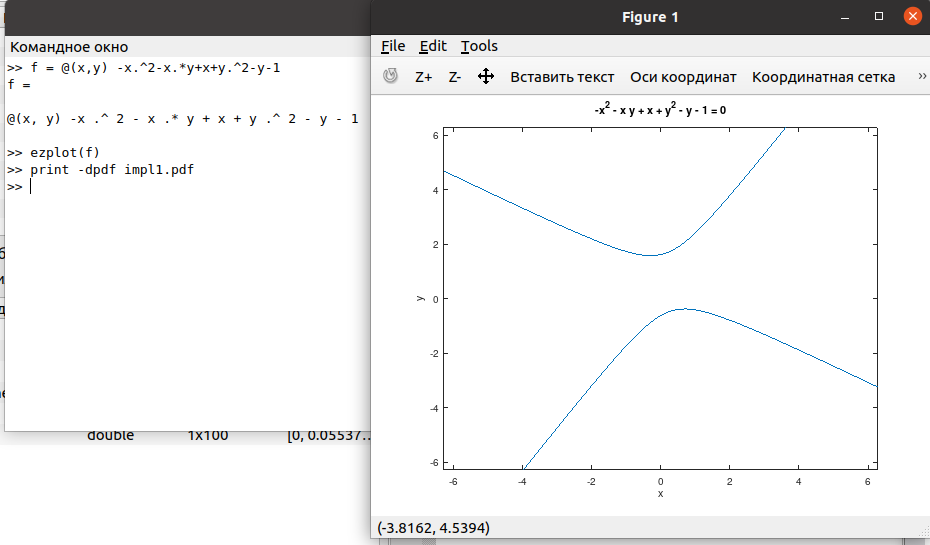 Командное окно
>> f = @(x,y) -x.^2-x.*y+x+y.^2-y-1
f =
@(x, y) -x .^ 2 - x .* y + x + y .^ 2 - y - 1
>> ezplot(f)
>> print -dpdf impl1.pdf
>>
double 1x100 [0, 0.05537...
Figure 1
File Edit Tools
Z+ Z- Вставить текст Оси координат Координатная сетка »
-x² - x y + x + y² - y - 1 = 0
6
4
2
0
-2
-4
-6
y
-6 -4 -2 0 2 4 6
x
(-3.8162, 4.5394)